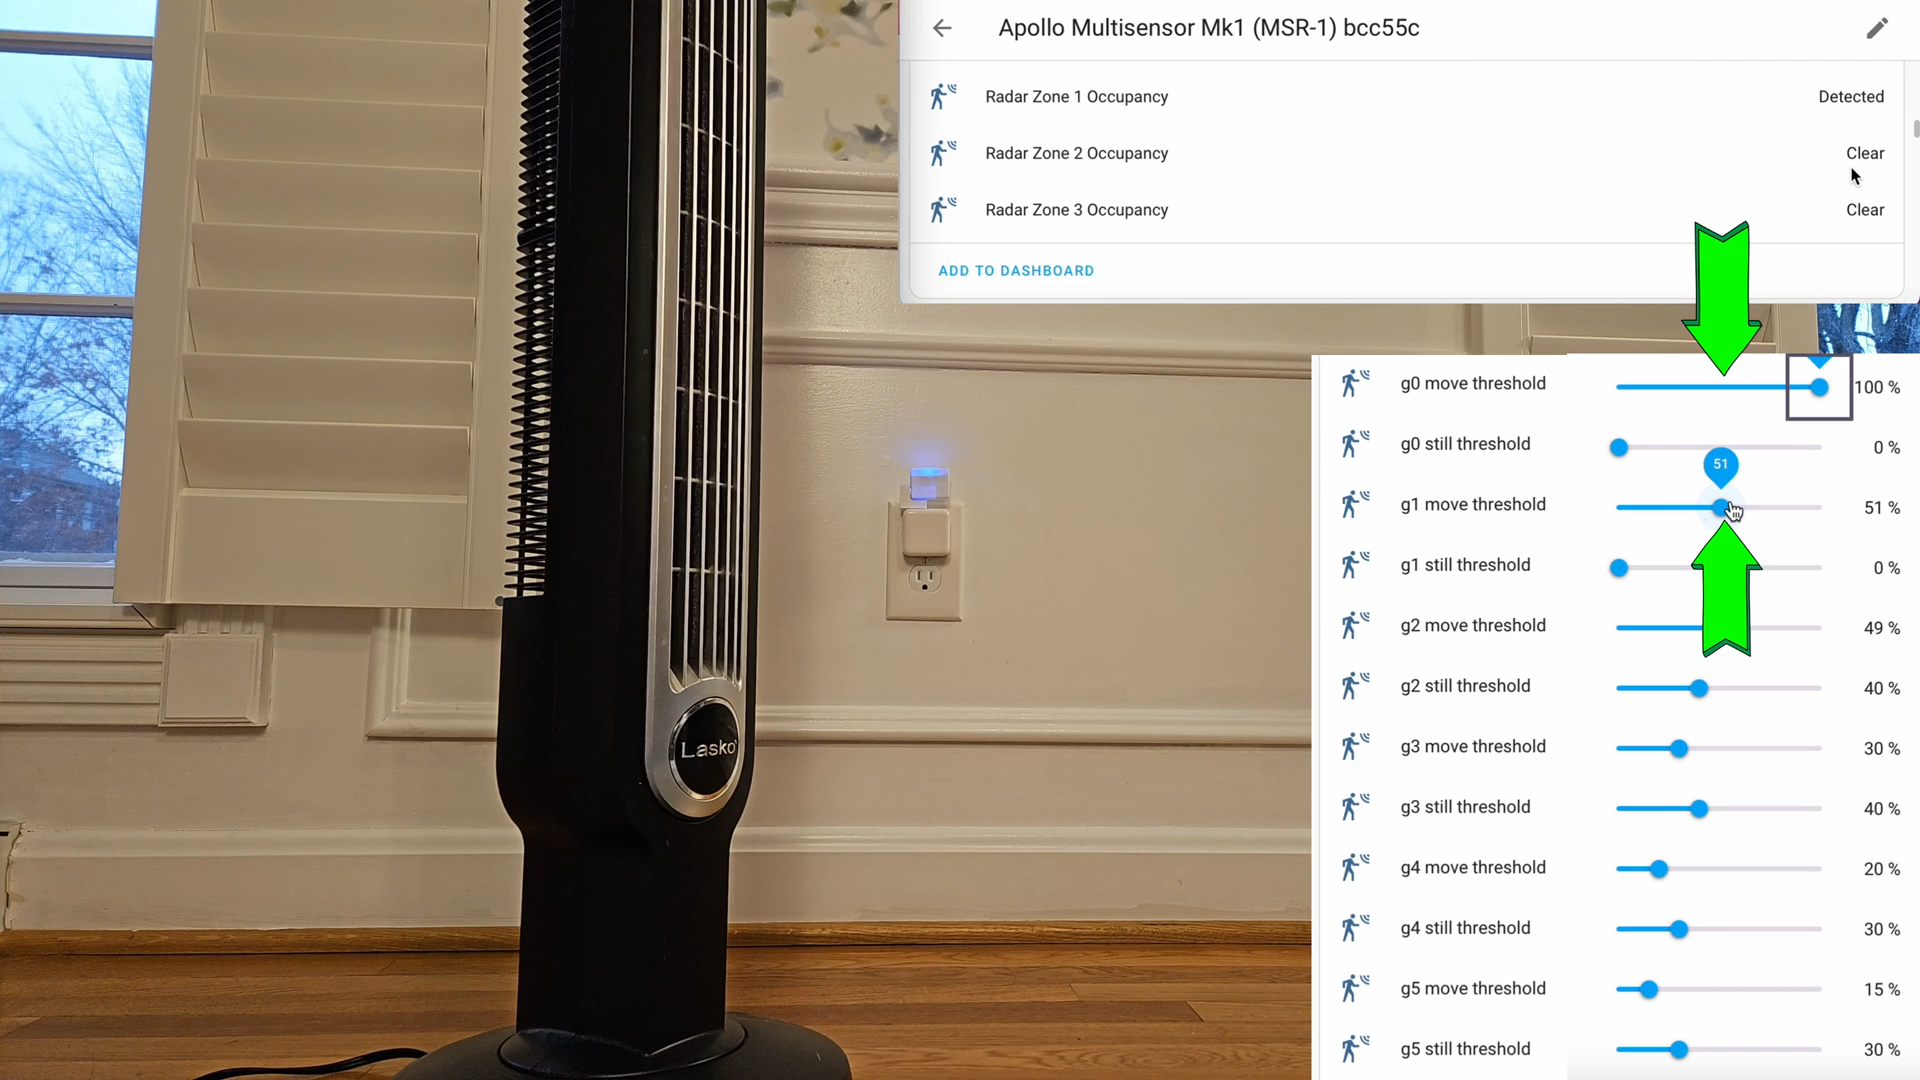 Apollo Multisensor Mk1 (MSR-1) bcc55c
Radar Zone 1 Occupancy Detected
Radar Zone 2 Occupancy Clear
Radar Zone 3 Occupancy Clear
ADD TO DASHBOARD
g0 move threshold 100 %
g0 still threshold 0 %
51
g1 move threshold 51 %
g1 still threshold 0 %
g2 move threshold 49 %
g2 still threshold 40 %
g3 move threshold 30 %
g3 still threshold 40 %
g4 move threshold 20 %
g4 still threshold 30 %
g5 move threshold 15 %
g5 still threshold 30 %
Lasko